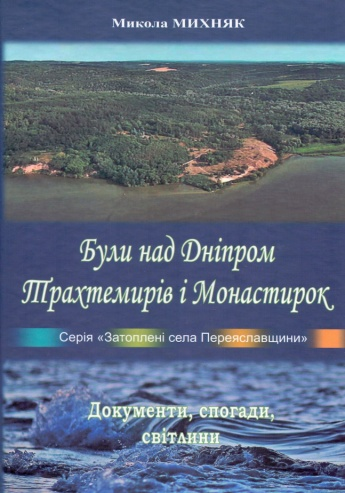 Микола МИХНЯК
Були над Дніпром
Трахтемирів і Монастирок
Серія «Затоплені села Переяславщини»
Документи, спогади,
світлини